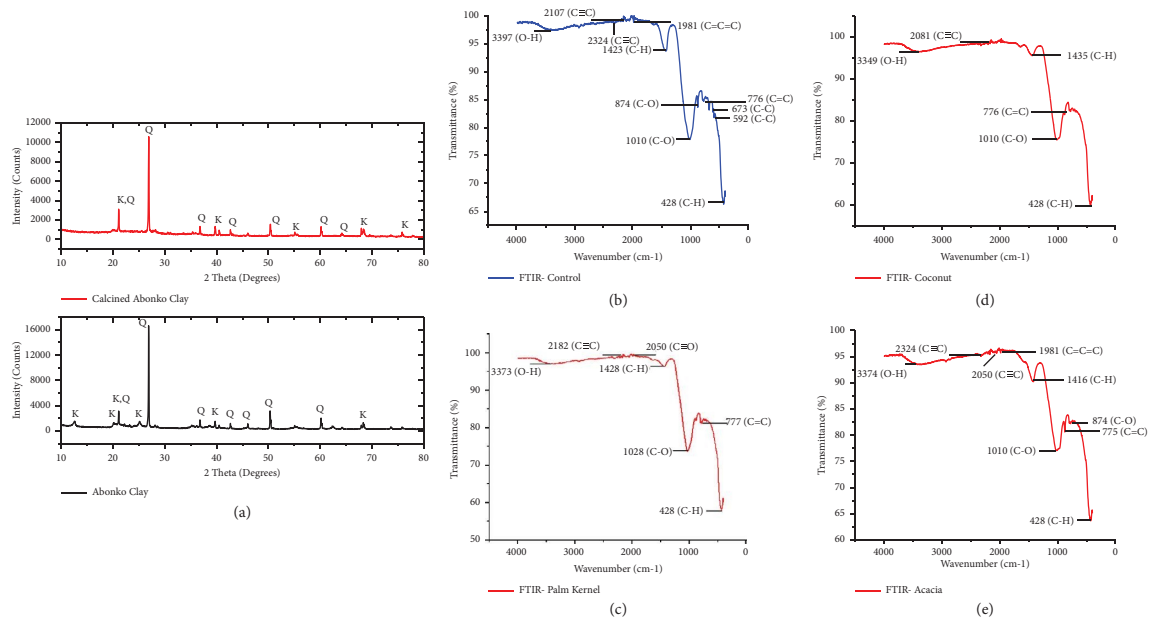 12000
10000
8000
6000
4000
2000
0
Intensity (Counts)
Q
K,Q
Q
K
Q
Q
K
Q
Q
K
K
10 20 30 40 50 60 70 80
2 Theta (Degrees)
Calcined Abonko Clay
16000
12000
8000
4000
0
Intensity (Counts)
Q
K
K
K,Q
K
Q
K
Q
Q
Q
Q
K
10 20 30 40 50 60 70 80
2 Theta (Degrees)
Abonko Clay
(a)
100
95
90
85
80
75
70
65
Transmittance (%)
2107 (C≡C)
1981 (C=C=C)
3397 (O-H)
2324 (C≡C)
1423 (C-H)
874 (C-O)
776 (C=C)
673 (C-C)
592 (C-C)
1010 (C-O)
428 (C-H)
4000 3000 2000 1000 0
Wavenumber (cm-1)
FTIR- Control
(b)
100
90
80
70
60
50
Transmittance (%)
2182 (C≡C)
2050 (C≡O)
3373 (O-H)
1428 (C-H)
777 (C=C)
1028 (C-O)
428 (C-H)
4000 3000 2000 1000 0
Wavenumber (cm-1)
FTIR- Palm Kernel
(c)
100
95
90
85
80
75
70
65
60
Transmittance (%)
2081 (C≡C)
3349 (O-H)
1435 (C-H)
776 (C=C)
1010 (C-O)
428 (C-H)
4000 3000 2000 1000 0
Wavenumber (cm-1)
FTIR- Coconut
(d)
100
95
90
85
80
75
70
65
60
Transmittance (%)
2324 (C≡C)
1981 (C=C=C)
3374 (O-H)
2050 (C≡C)
1416 (C-H)
874 (C-O)
775 (C=C)
1010 (C-O)
428 (C-H)
4000 3000 2000 1000 0
Wavenumber (cm-1)
FTIR- Acacia
(e)